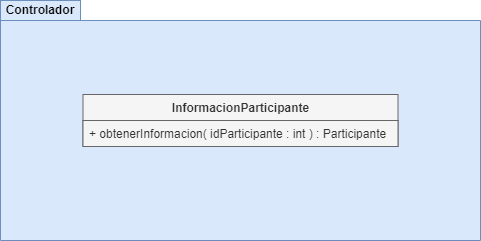 Controlador
InformacionParticipante
+ obtenerInformacion( idParticipante : int ) : Participante